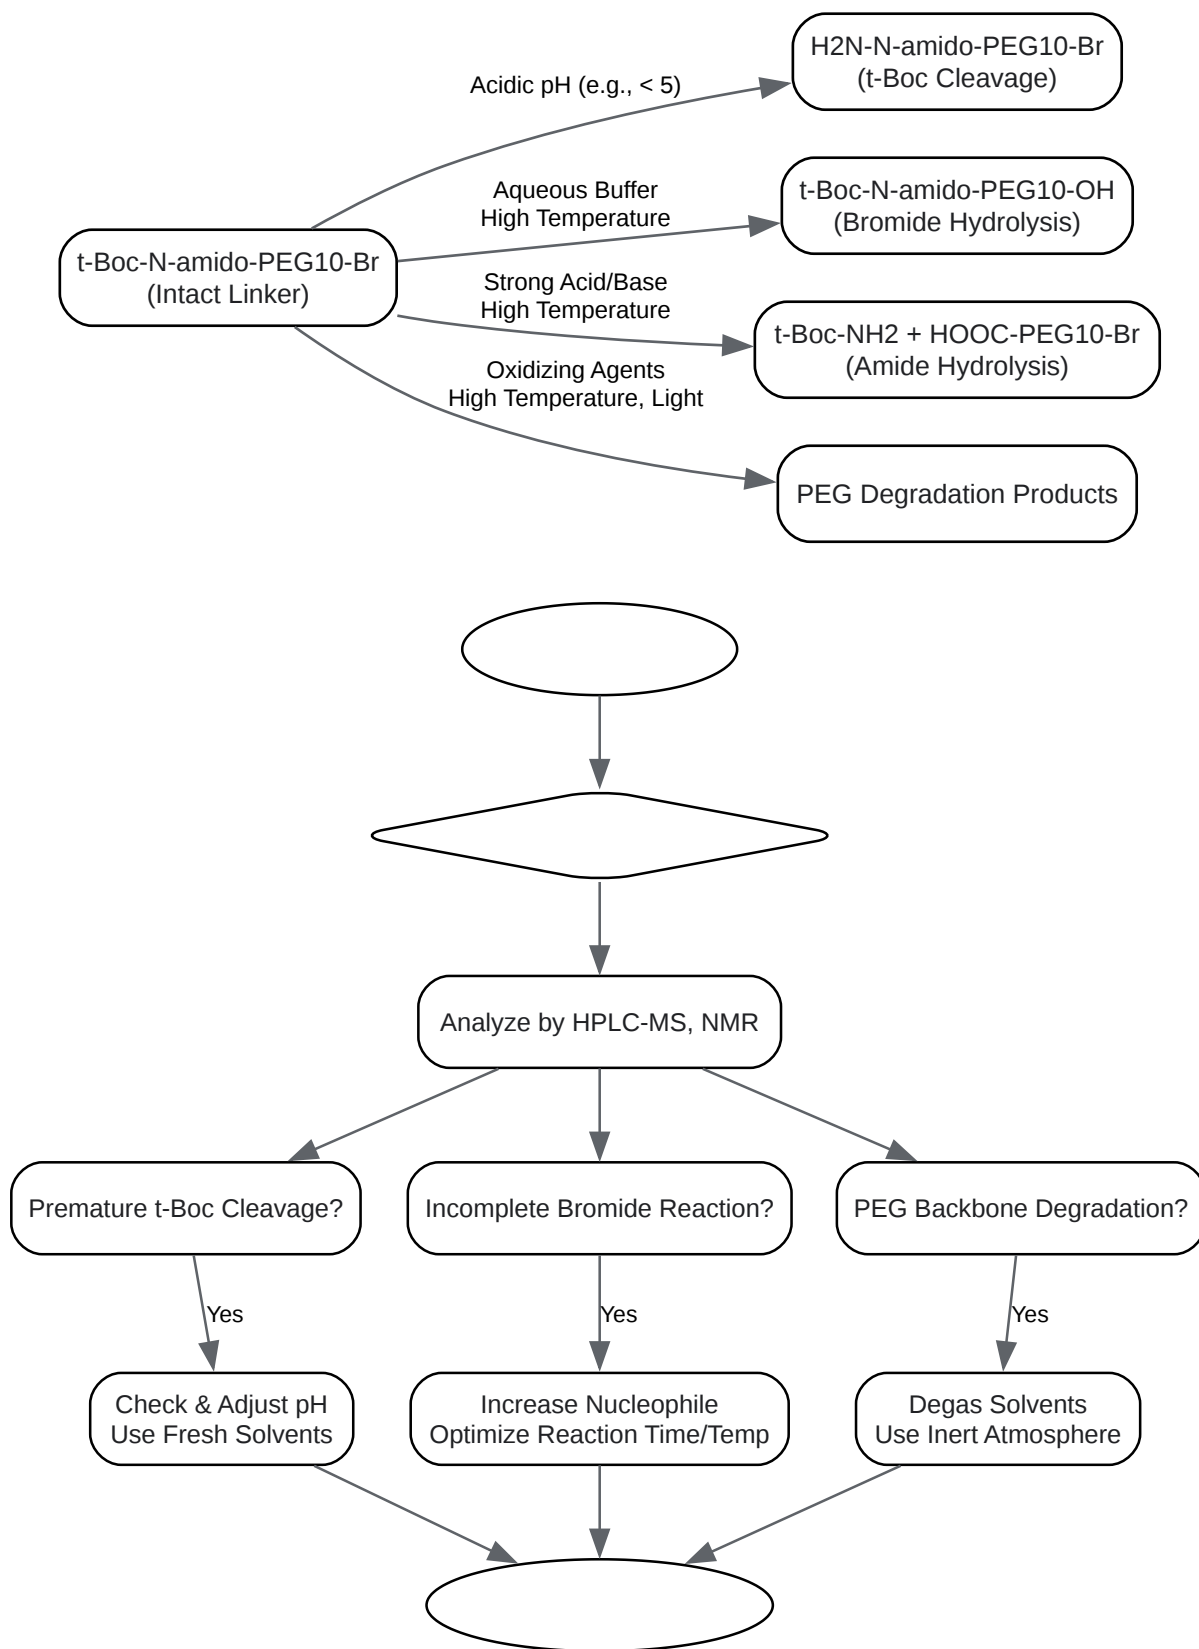 H2N-N-amido-PEG10-Br
(t-Boc Cleavage)
Acidic pH (e.g., < 5)
t-Boc-N-amido-PEG10-OH
(Bromide Hydrolysis)
Aqueous Buffer
High Temperature
t-Boc-N-amido-PEG10-Br
(Intact Linker)
Strong Acid/Base
High Temperature
t-Boc-NH2 + HOOC-PEG10-Br
(Amide Hydrolysis)
Oxidizing Agents
High Temperature, Light
PEG Degradation Products
Analyze by HPLC-MS, NMR
Premature t-Boc Cleavage?
Incomplete Bromide Reaction?
PEG Backbone Degradation?
Yes
Yes
Yes
Check & Adjust pH
Use Fresh Solvents
Increase Nucleophile
Optimize Reaction Time/Temp
Degas Solvents
Use Inert Atmosphere